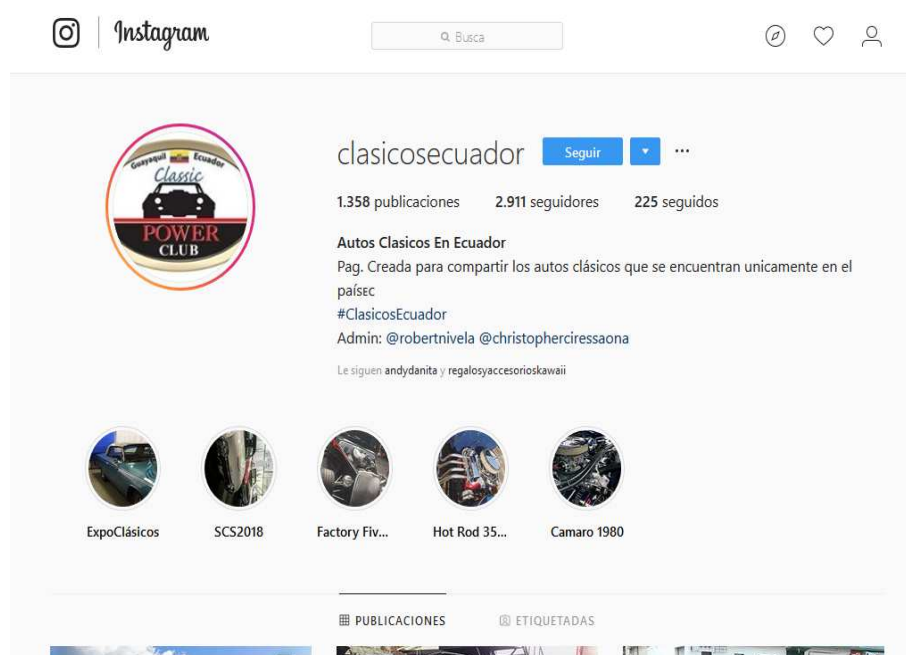 Instagram
Busca
Guayaquil Ecuador
Classic
POWER
CLUB
clasicosecuador Seguir ...
1.358 publicaciones 2.911 seguidores 225 seguidos
Autos Clasicos En Ecuador
Pag. Creada para compartir los autos clásicos que se encuentran unicamente en el
paísEC
#ClasicosEcuador
Admin: @robertnivela @christopherciressaona
Le siguen andydanita y regalosyaccesorioskawaii
ExpoClásicos SCS2018 Factory Fiv... Hot Rod 35... Camaro 1980
PUBLICACIONES ETIQUETADAS